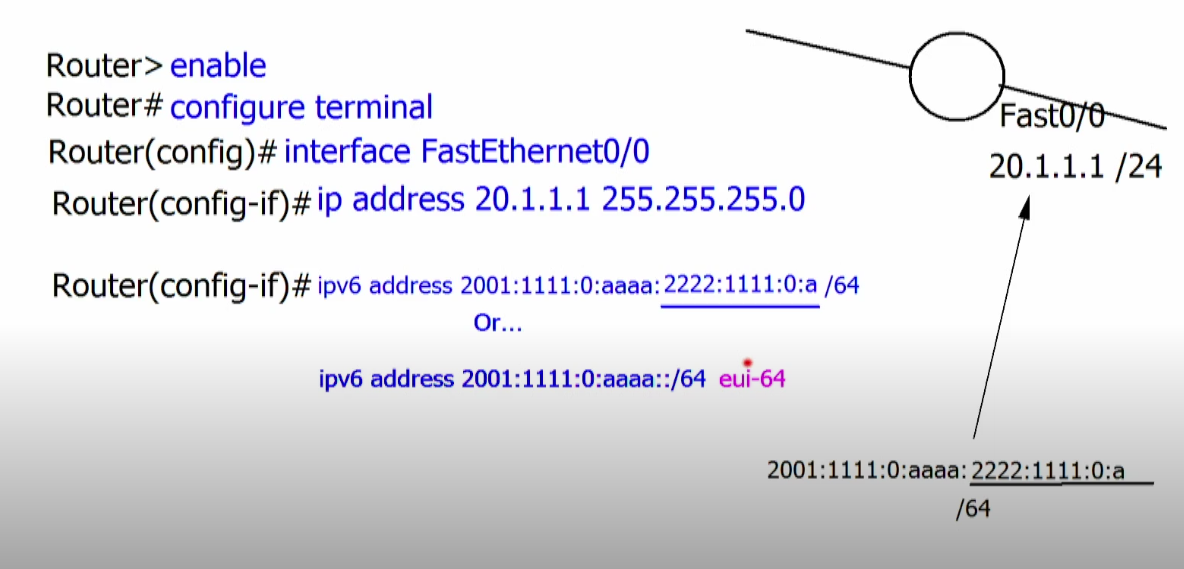 Router> enable
Router# configure terminal
Router(config)# interface FastEthernet0/0
Router(config-if)# ip address 20.1.1.1 255.255.255.0
Router(config-if)# ipv6 address 2001:1111:0:aaaa:2222:1111:0:a /64
Or...
ipv6 address 2001:1111:0:aaaa::/64 eui-64
Fast0/0
20.1.1.1 /24
2001:1111:0:aaaa:2222:1111:0:a
/64